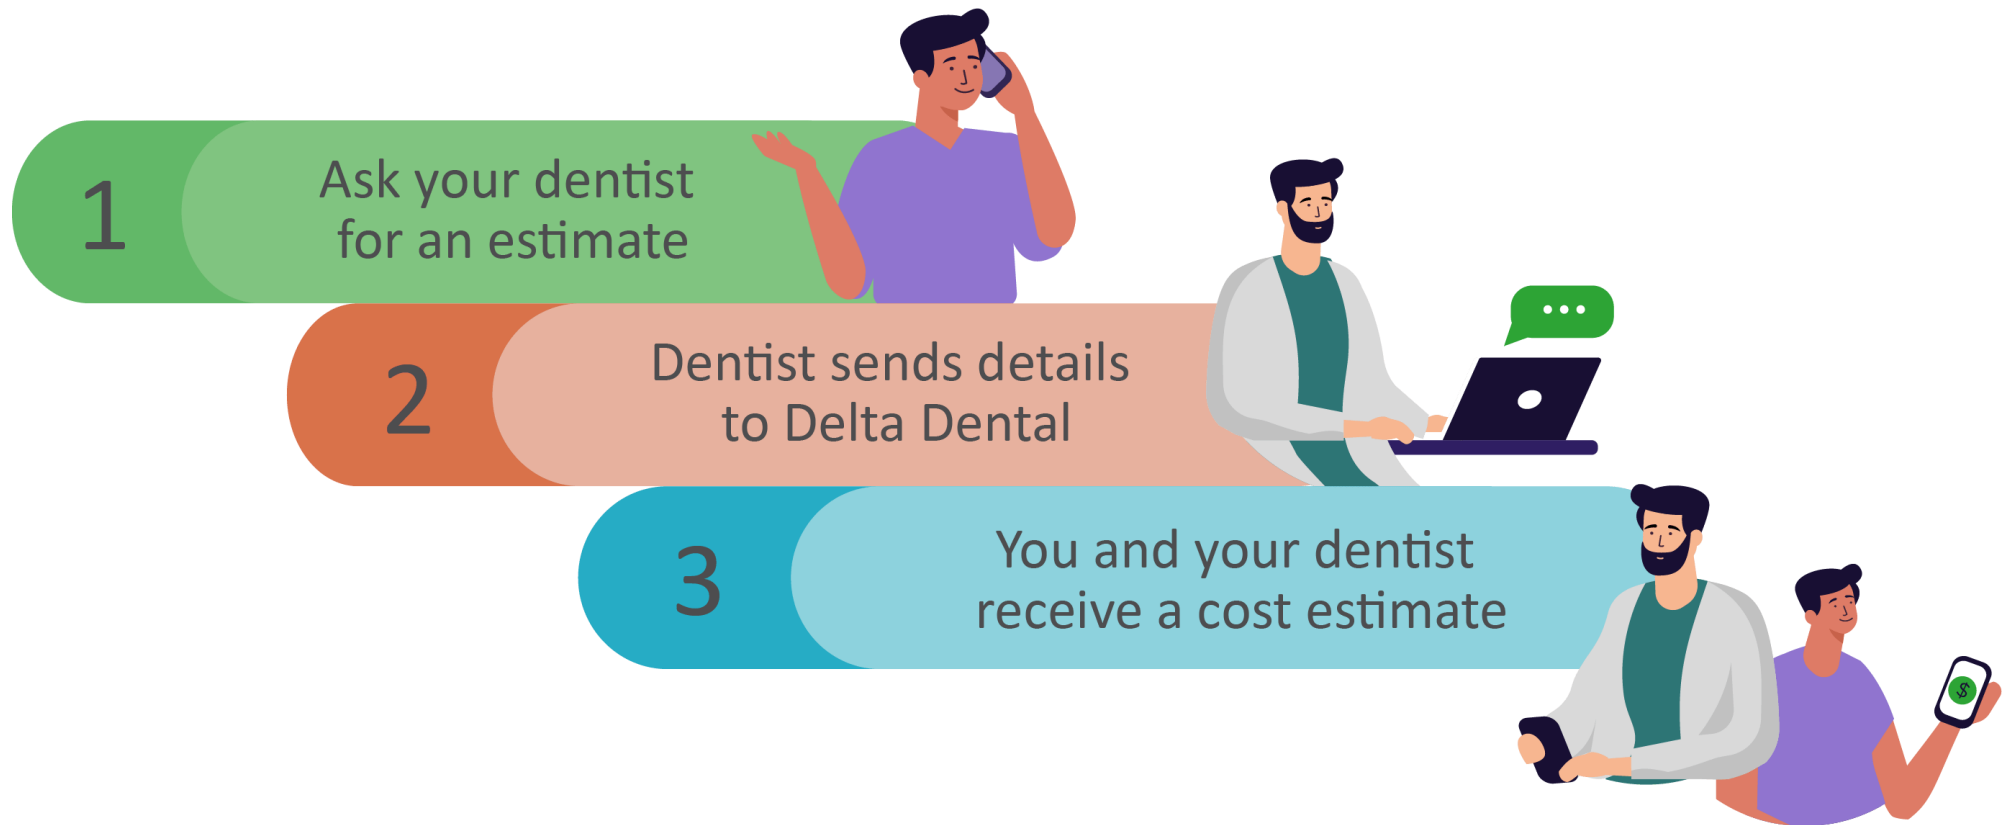 1
Ask your dentist
for an estimate
2
Dentist sends details
to Delta Dental
3
You and your dentist
receive a cost estimate
$